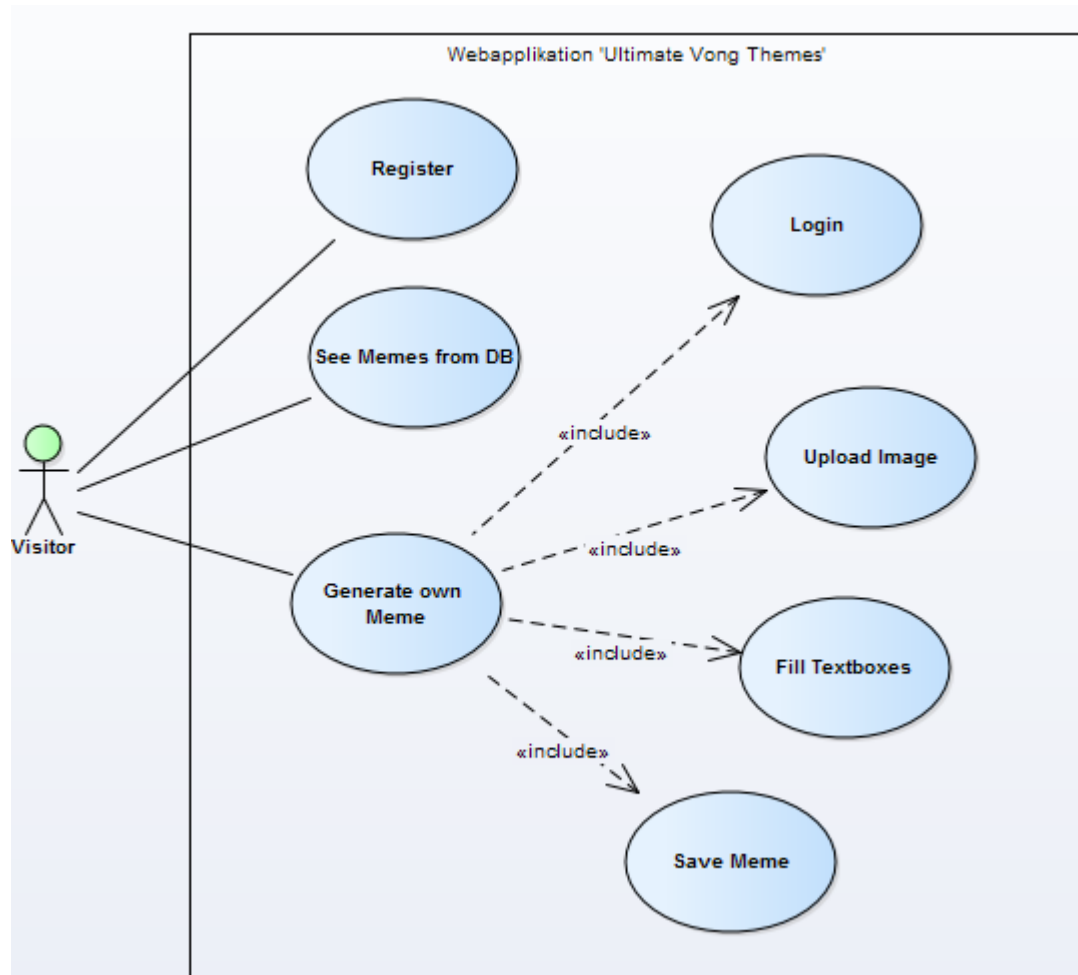 Webapplikation 'Ultimate Vong Themes'
Register
Login
See Memes from DB
«include»
Upload Image
Visitor
«include»
Generate own
Meme
«include»
Fill Textboxes
«include»
Save Meme